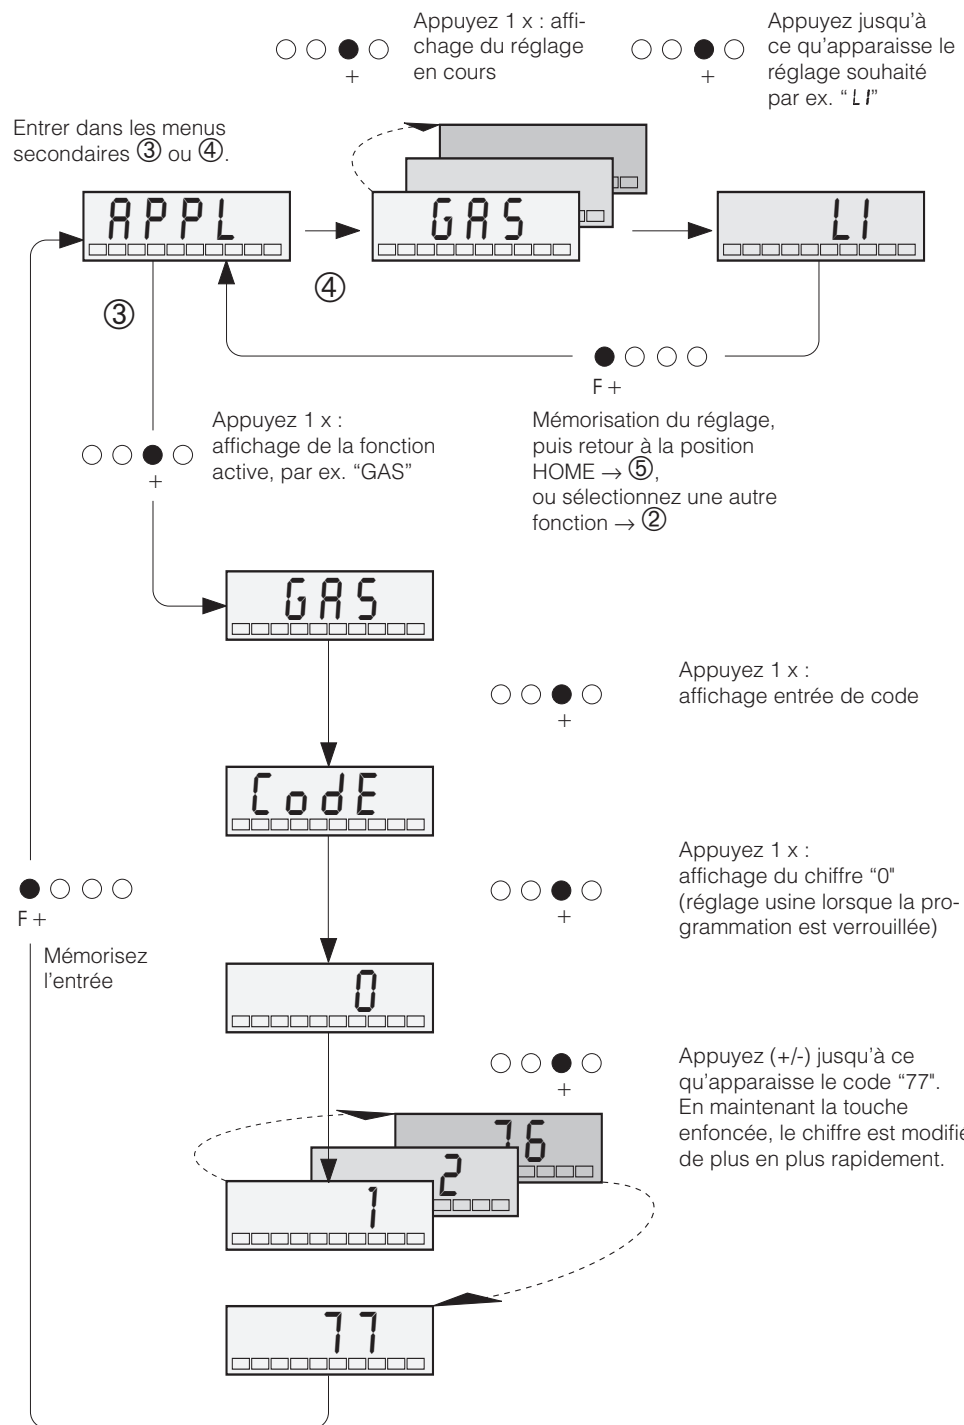 Appuyez 1 x : affi-
chage du réglage
en cours
+
Appuyez jusqu'à
ce qu'apparaisse le
réglage souhaité
par ex. “ LI”
+
Entrer dans les menus
secondaires ③ ou ④.
APPL
GAS
LI
③
④
F +
Appuyez 1 x :
affichage de la fonction
active, par ex. “GAS”
+
Mémorisation du réglage,
puis retour à la position
HOME → ⑤,
ou sélectionnez une autre
fonction → ②
GAS
Appuyez 1 x :
affichage entrée de code
+
CodE
Appuyez 1 x :
affichage du chiffre “0"
(réglage usine lorsque la pro-
grammation est verrouillée)
+
F +
Mémorisez
l'entrée
0
Appuyez (+/-) jusqu'à ce
qu'apparaisse le code “77".
En maintenant la touche
enfoncée, le chiffre est modifié
de plus en plus rapidement.
+
76
2
1
77